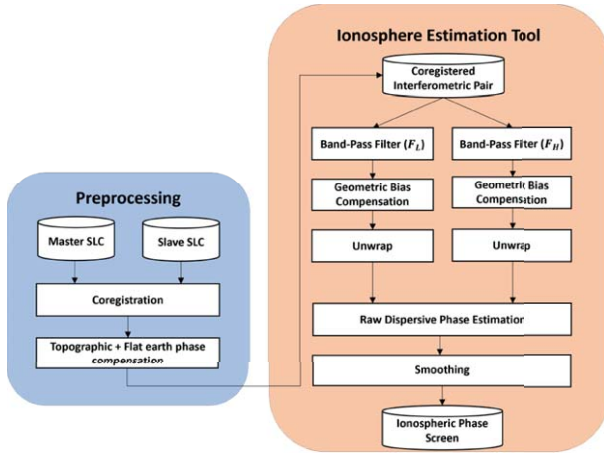 Ionosphere Estimation Tool
Coregistered
Interferometric Pair
Band-Pass Filter (F_L)
Band-Pass Fiter (F_H)
Geometric Bias
Compensation
Geometric Bias
Compensation
Unwrap
Unwrap
Raw Dispersive Phase Estimation
Smoothing
Ionospheric Phase
Screen
Preprocessing
Master SLC
Slave SLC
Coregistration
Topographic + Flat earth phase
compensation